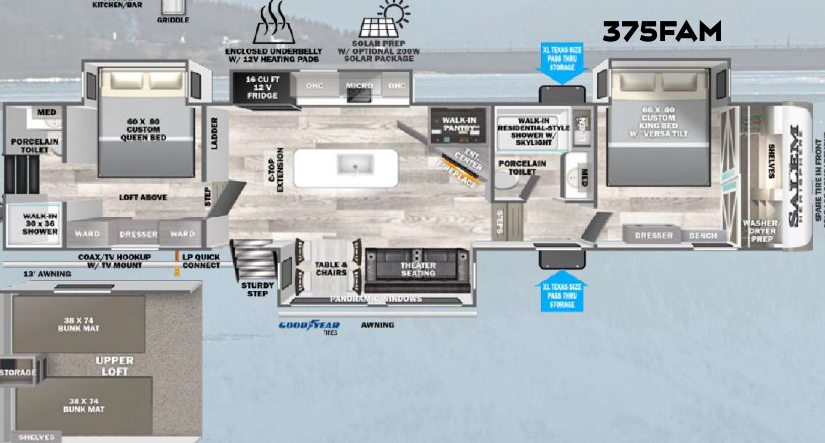 KITCHEN/BAR
GRIDDLE
ENCLOSED UNDERBELLY
W/ 12V HEATING PADS
SOLAR PREP
W/ OPTIONAL 200W
SOLAR PACKAGE
375FAM
XL TEXAS-SIZE
PASS THRU
STORAGE
MED
PORCELAIN
TOILET
WALK-IN
30 x 36
SHOWER
60 X 80
CUSTOM
QUEEN BED
LADDER
LOFT ABOVE
STEP
WARD
DRESSER
WARD
16 CU FT
12 V
FRIDGE
OHC
MICRO
OHC
C-TOP
EXTENSION
WALK-IN
PANTRY
ENT.
CENTER
FIREPLACE
WALK-IN
RESIDENTIAL-STYLE
SHOWER W/
SKYLIGHT
LINEN
PORCELAIN
TOILET
MED
STEPS
66 X 80
CUSTOM
KING BED
W/ VERSA TILT
DRESSER
BENCH
SHELVES
WASHER/
DRYER
PREP
SALEM
HEMISPHERE
SPARE TIRE IN FRONT
COAX/TV HOOKUP
W/ TV MOUNT
LP QUICK
CONNECT
13' AWNING
STURDY
STEP
TABLE &
CHAIRS
THEATER
SEATING
PANORAMIC WINDOWS
GOODYEAR
TIRES
AWNING
XL TEXAS-SIZE
PASS THRU
STORAGE
38 X 74
BUNK MAT
UPPER
LOFT
STORAGE
38 X 74
BUNK MAT
SHELVES